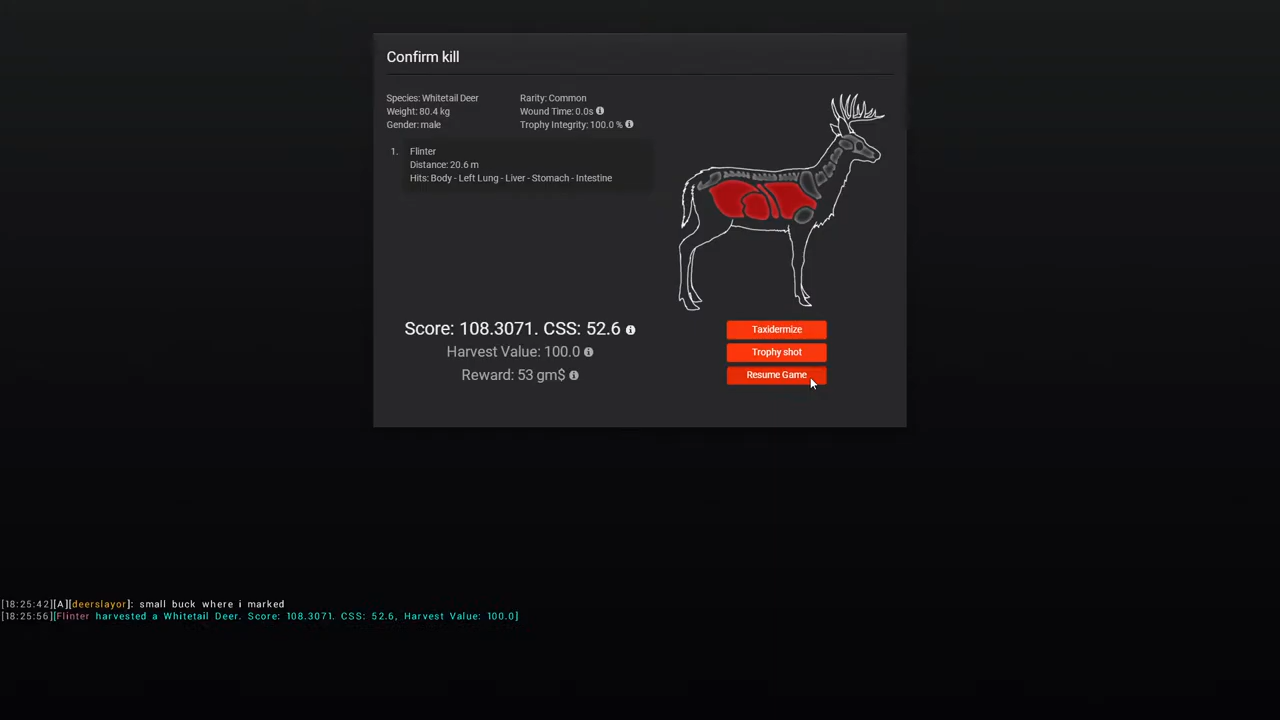 Confirm kill
Species: Whitetail Deer
Weight: 80.4 kg
Gender: male
Rarity: Common
Wound Time: 0.0s
Trophy Integrity: 100.0 %
1. Flinter
Distance: 20.6 m
Hits: Body - Left Lung - Liver - Stomach - Intestine
Score: 108.3071. CSS: 52.6
Harvest Value: 100.0
Reward: 53 gm$
Taxidermize
Trophy shot
Resume Game
[18:25:42][A][deerslayor]: small buck where i marked
[18:25:56][Flinter harvested a Whitetail Deer. Score: 108.3071. CSS: 52.6, Harvest Value: 100.0]